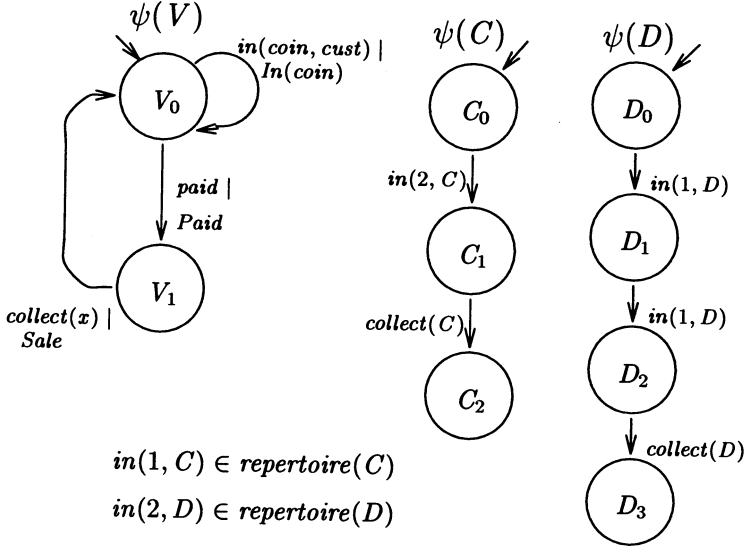 ψ(V)
in(coin, cust) |
In(coin)
V0
paid |
Paid
V1
collect(x) |
Sale
ψ(C)
C0
in(2, C)
C1
collect(C)
C2
ψ(D)
D0
in(1, D)
D1
in(1, D)
D2
collect(D)
D3
in(1, C) ∈ repertoire(C)
in(2, D) ∈ repertoire(D)